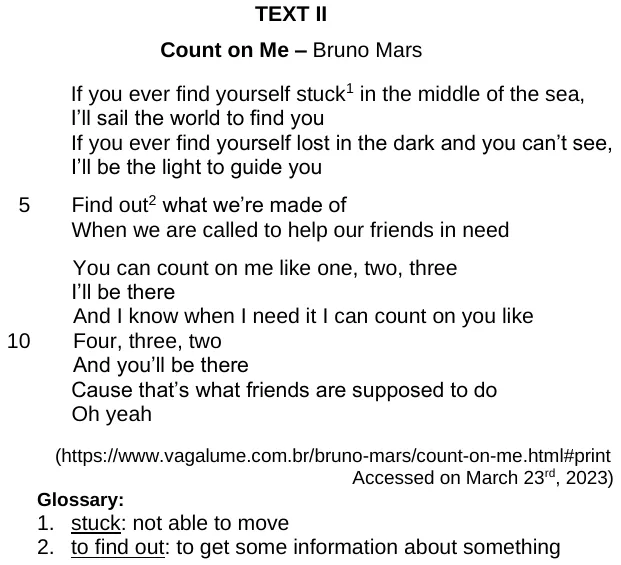 TEXT II
Count on Me – Bruno Mars
If you ever find yourself stuck¹ in the middle of the sea,
I’ll sail the world to find you
If you ever find yourself lost in the dark and you can’t see,
I’ll be the light to guide you
5 Find out² what we’re made of
When we are called to help our friends in need
You can count on me like one, two, three
I’ll be there
And I know when I need it I can count on you like
10 Four, three, two
And you’ll be there
Cause that’s what friends are supposed to do
Oh yeah
(https://www.vagalume.com.br/bruno-mars/count-on-me.html#print
Accessed on March 23rd, 2023)
Glossary:
1. stuck: not able to move
2. to find out: to get some information about something